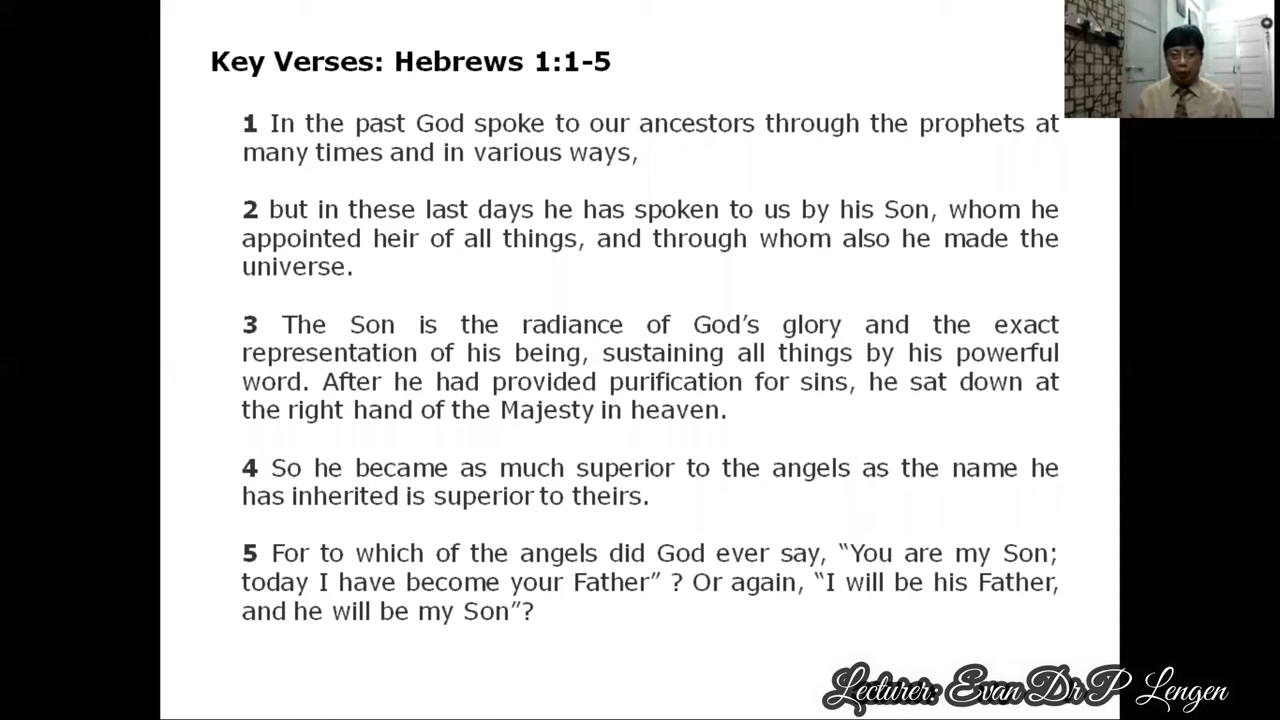 Key Verses: Hebrews 1:1-5
1 In the past God spoke to our ancestors through the prophets at
many times and in various ways,
2 but in these last days he has spoken to us by his Son, whom he
appointed heir of all things, and through whom also he made the
universe.
3 The Son is the radiance of God’s glory and the exact
representation of his being, sustaining all things by his powerful
word. After he had provided purification for sins, he sat down at
the right hand of the Majesty in heaven.
4 So he became as much superior to the angels as the name he
has inherited is superior to theirs.
5 For to which of the angels did God ever say, “You are my Son;
today I have become your Father” ? Or again, “I will be his Father,
and he will be my Son”?
Lecturer: Evan Dr P Lengen